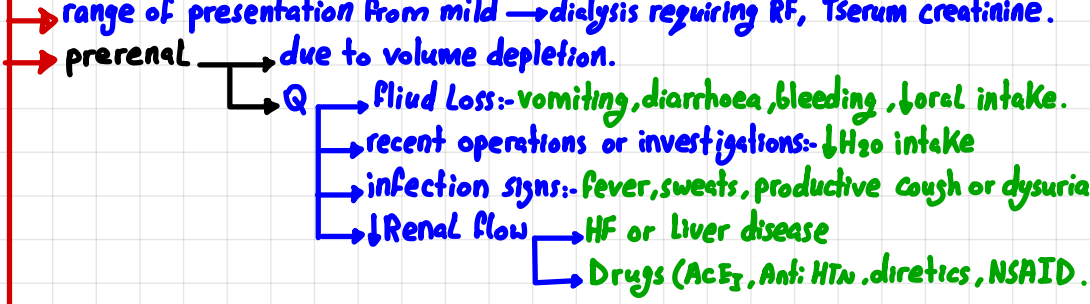 → range of presentation from mild → dialysis requiring RF, ↑serum creatinine.
→ prerenal → due to volume depletion.
→ Q → fliud Loss:- vomiting, diarrhoea, bleeding, ↓oral intake.
→ recent operations or investigations:- ↓H20 intake
→ infection signs:- fever, sweats, productive cough or dysuria
→ ↓Renal flow → HF or Liver disease
→ Drugs (AcEI, Anti HTN, diretics, NSAID.